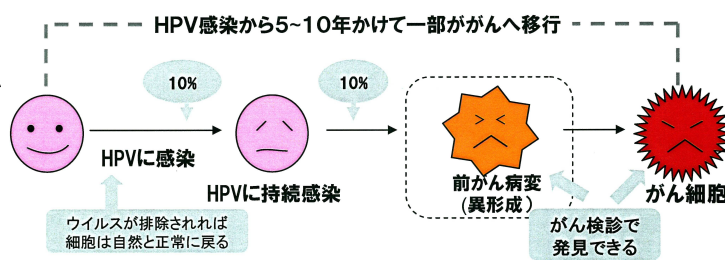 HPV感染から5~10年かけて一部ががんへ移行
10%
10%
HPVに感染
HPVに持続感染
前がん病変
(異形成)
がん細胞
ウイルスが排除されれば
細胞は自然と正常に戻る
がん検診で
発見できる